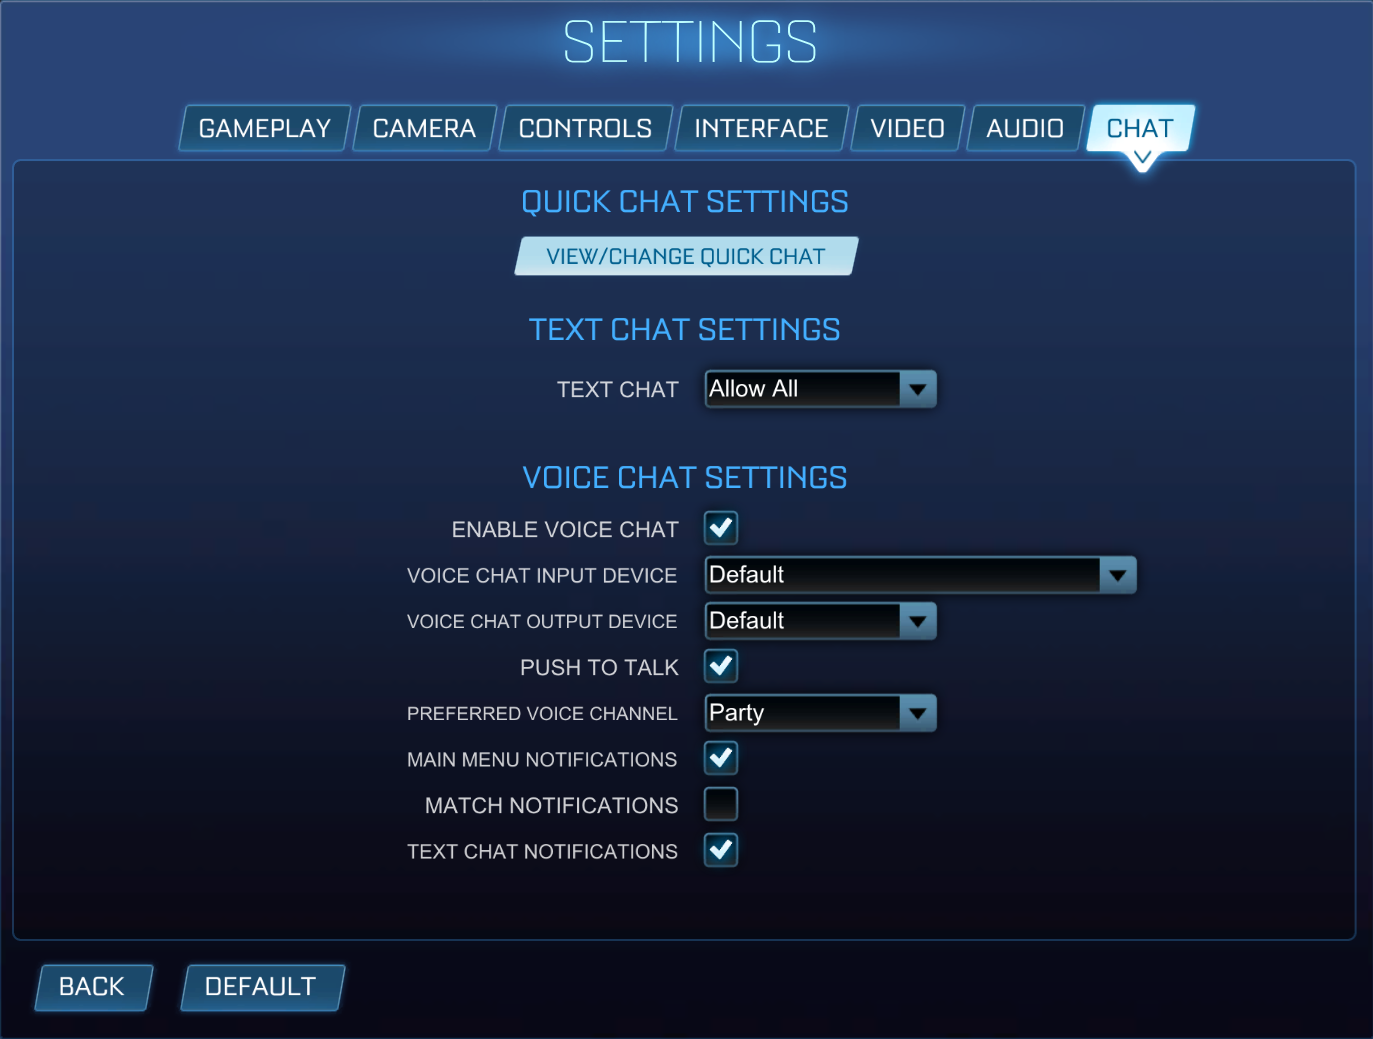 SETTINGS
GAMEPLAY CAMERA CONTROLS INTERFACE VIDEO AUDIO CHAT
QUICK CHAT SETTINGS
VIEW/CHANGE QUICK CHAT
TEXT CHAT SETTINGS
TEXT CHAT Allow All
VOICE CHAT SETTINGS
ENABLE VOICE CHAT
VOICE CHAT INPUT DEVICE Default
VOICE CHAT OUTPUT DEVICE Default
PUSH TO TALK
PREFERRED VOICE CHANNEL Party
MAIN MENU NOTIFICATIONS
MATCH NOTIFICATIONS
TEXT CHAT NOTIFICATIONS
BACK DEFAULT